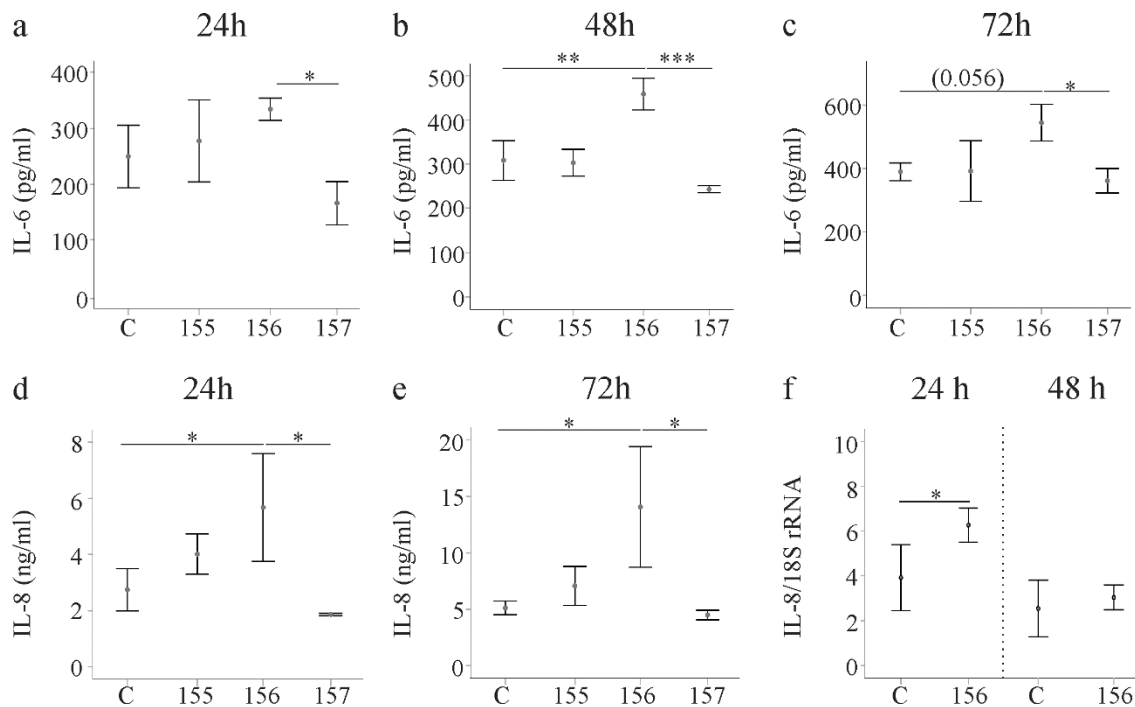 a 24h
IL-6 (pg/ml)
400
300
200
100
0
*
C 155 156 157
b 48h
IL-6 (pg/ml)
500
400
300
200
100
0
** ***
C 155 156 157
c 72h
IL-6 (pg/ml)
600
400
200
0
(0.056) *
C 155 156 157
d 24h
IL-8 (ng/ml)
8
6
4
2
0
* *
C 155 156 157
e 72h
IL-8 (ng/ml)
20
15
10
5
0
* *
C 155 156 157
f 24 h 48 h
IL-8/18S rRNA
10
8
6
4
2
0
*
C 156 C 156